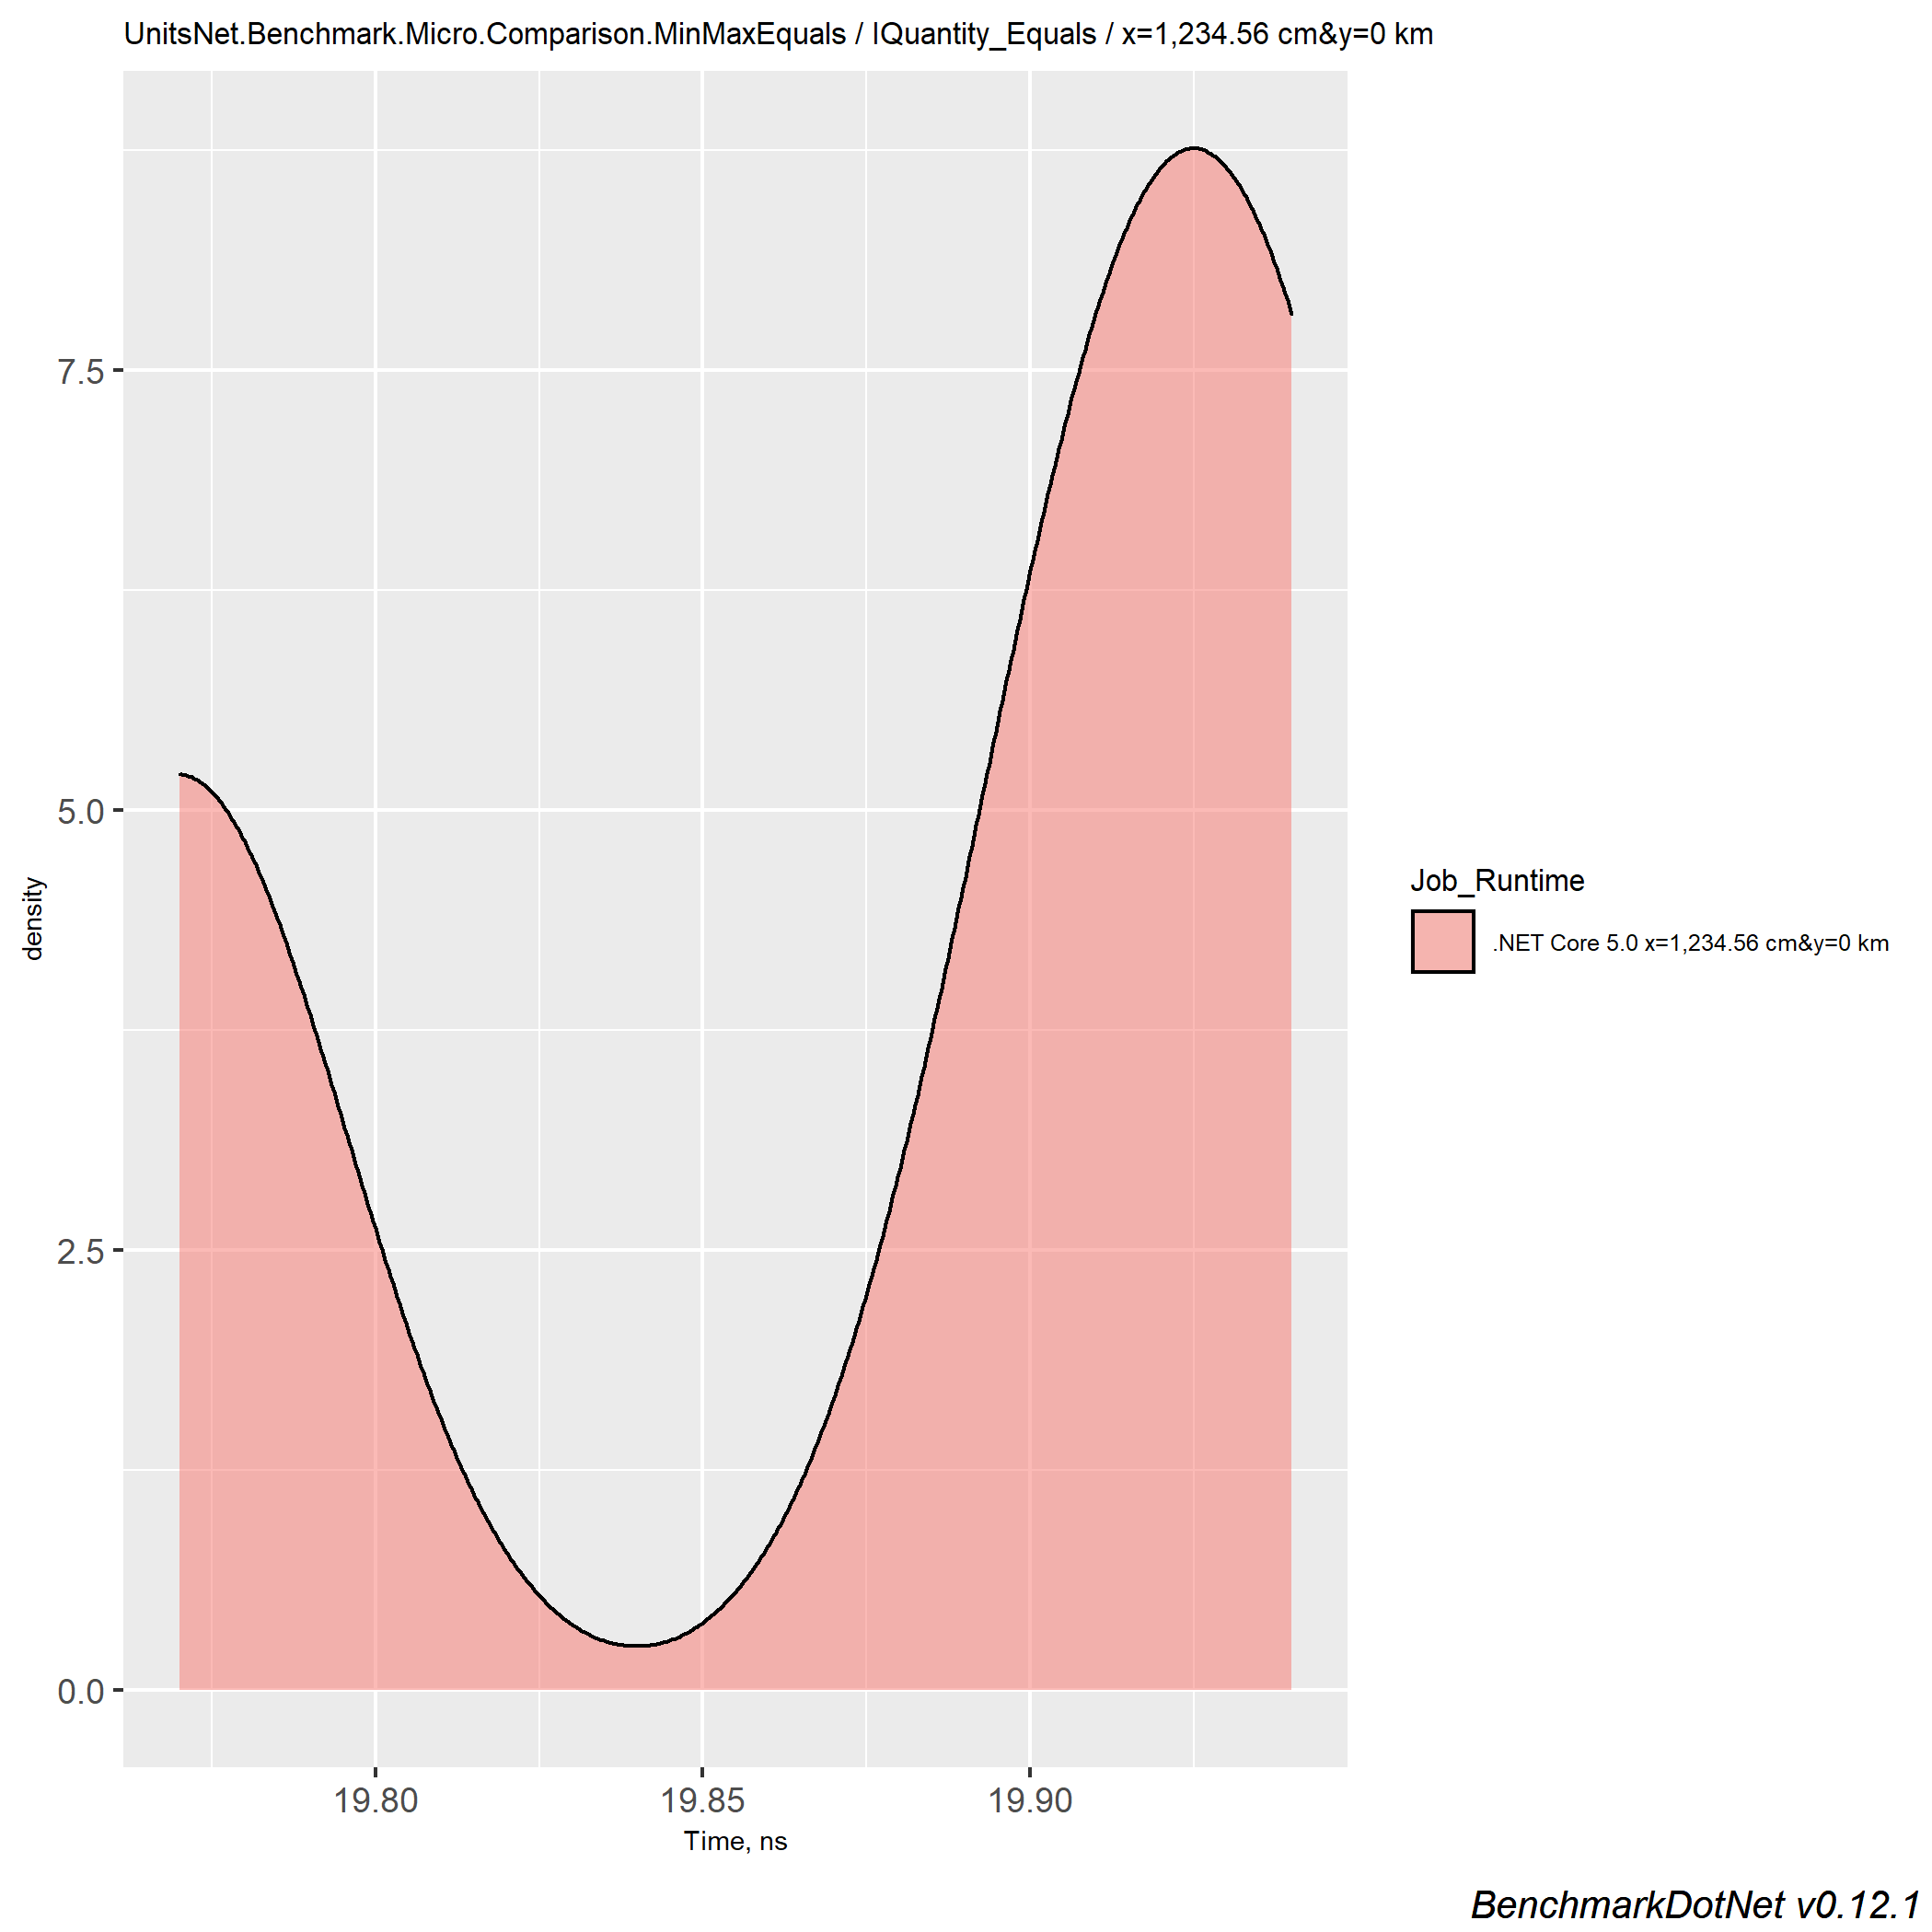 UnitsNet.Benchmark.Micro.Comparison.MinMaxEquals / IQuantity_Equals / x=1,234.56 cm&y=0 km
7.5
5.0
2.5
0.0
density
19.80 19.85 19.90
Time, ns
Job_Runtime
.NET Core 5.0 x=1,234.56 cm&y=0 km
BenchmarkDotNet v0.12.1